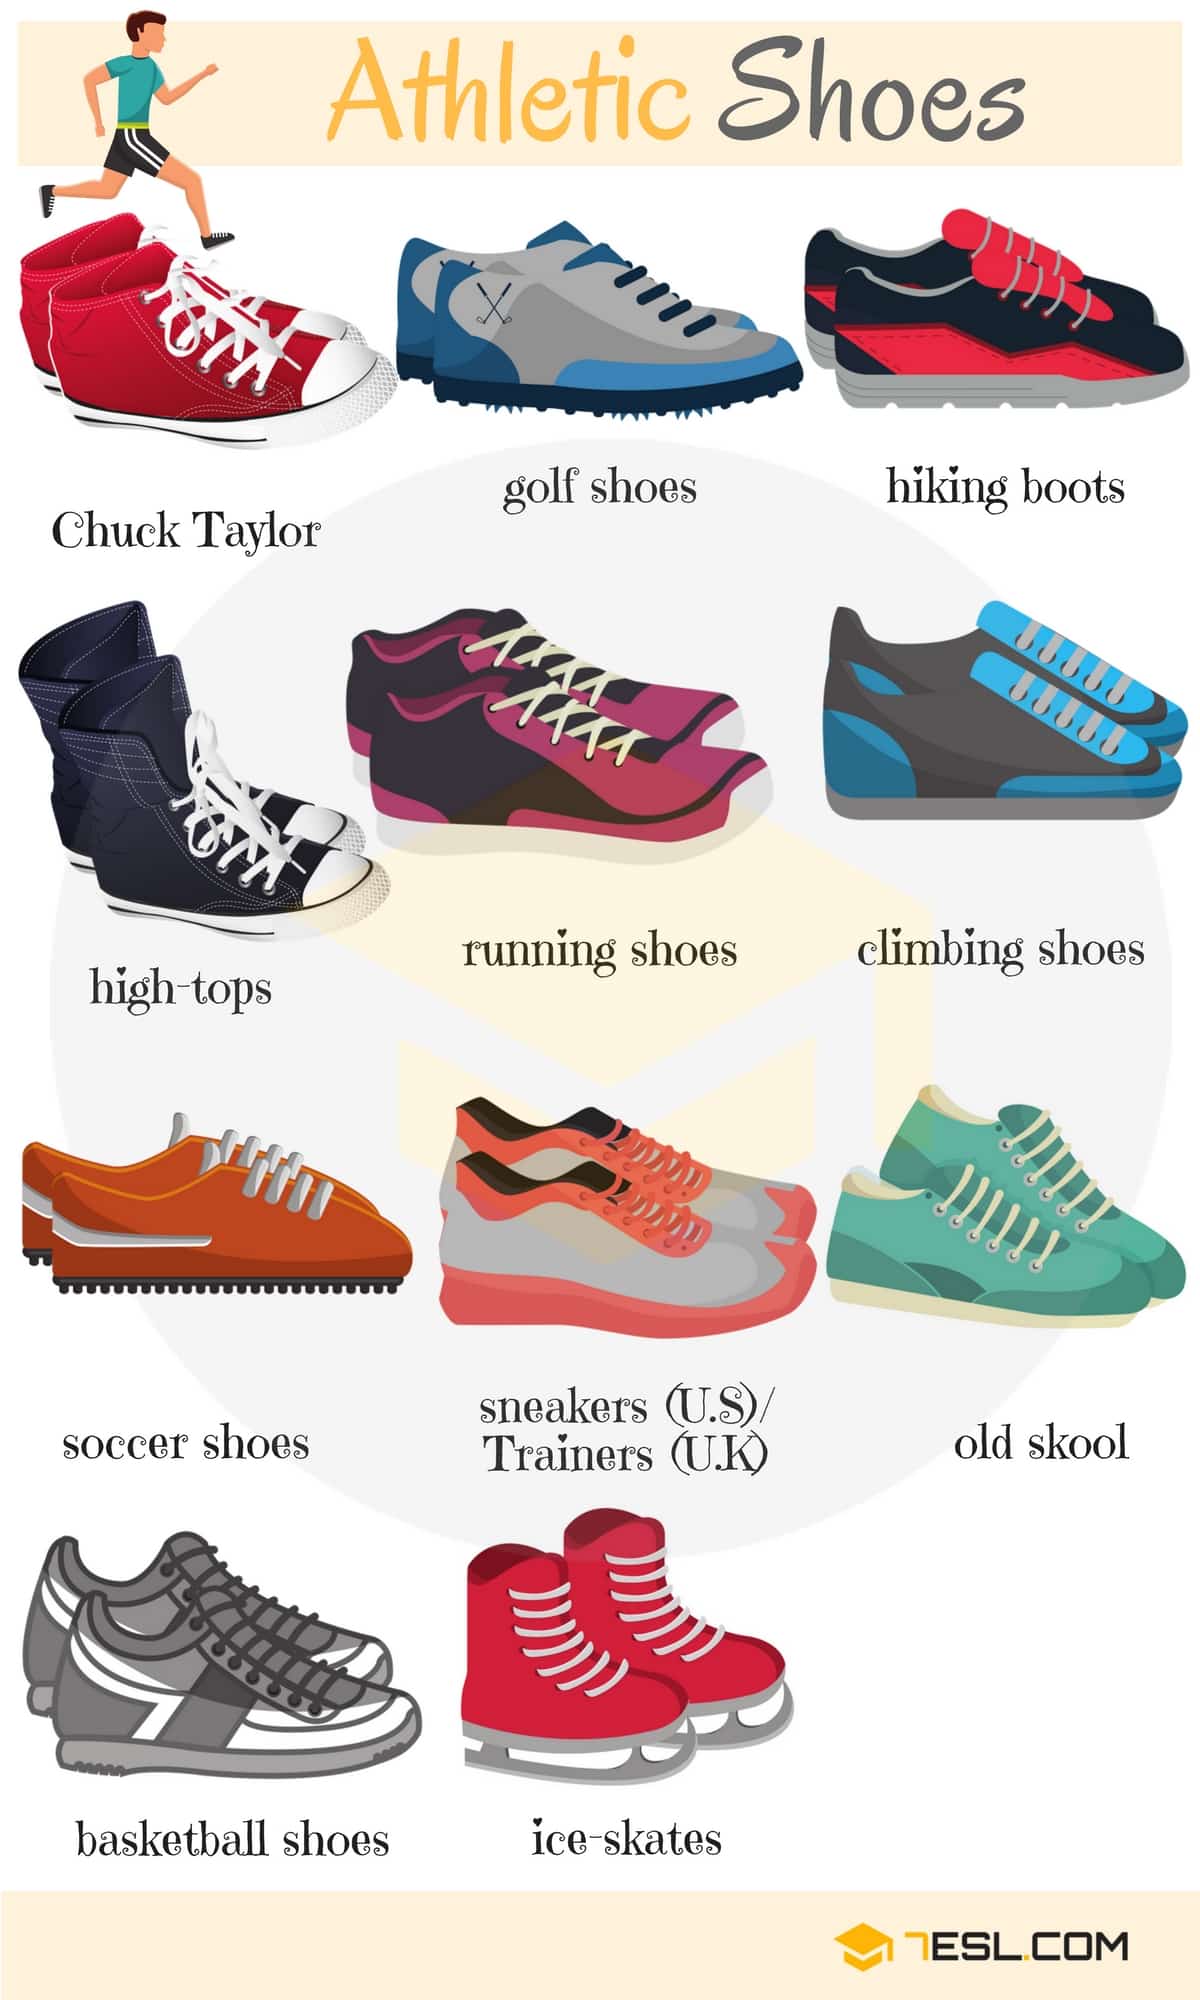 Athletic Shoes
golf shoes
hiking boots
Chuck Taylor
running shoes
climbing shoes
high-tops
sneakers (U.S)/
Trainers (U.K)
soccer shoes
old skool
basketball shoes
ice-skates
7ESL.COM